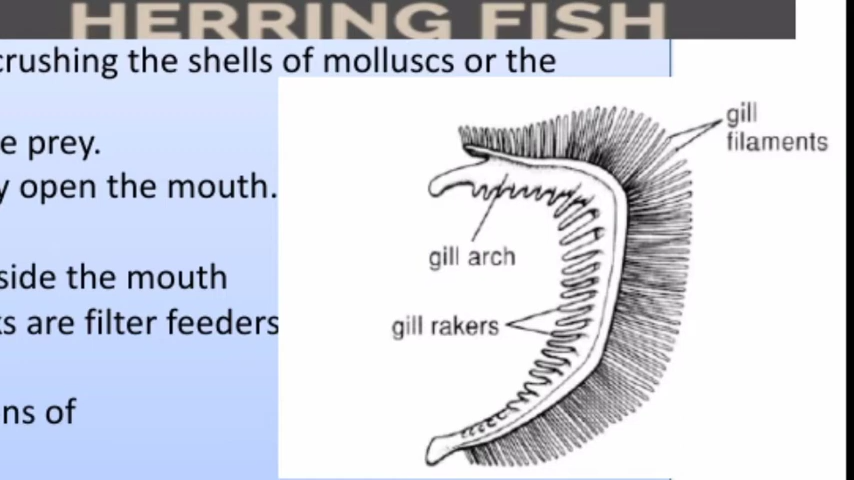 HERRING FISH
crushing the shells of molluscs or the
e prey.
y open the mouth.
side the mouth
ks are filter feeders
ns of
gill
filaments
gill arch
gill rakers